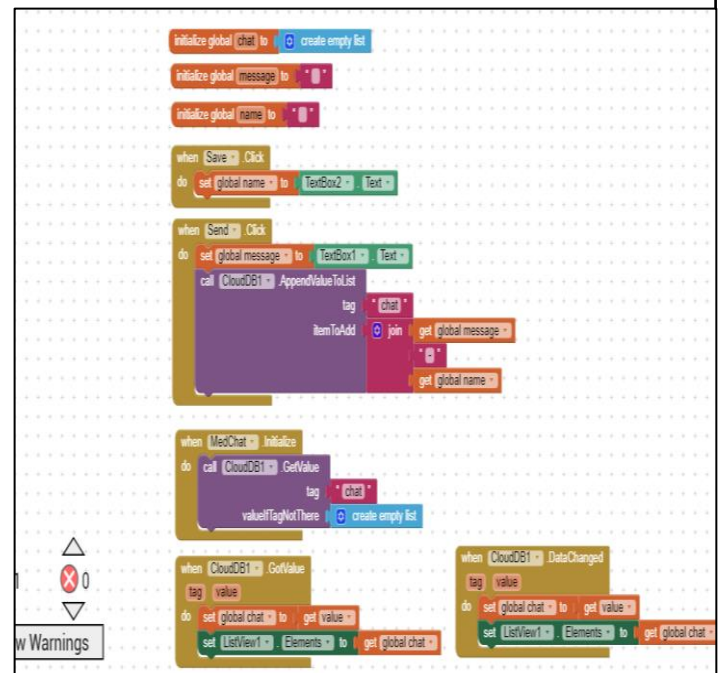 initialize global chat to create empty list
initialize global message to " "
initialize global name to " "
when Save .Click
do set global name to TextBox2 . Text
when Send .Click
do set global message to TextBox1 . Text
call CloudDB1 .AppendValueToList
tag "chat"
itemToAdd join get global message
"-"
get global name
when MedChat .Initialize
do call CloudDB1 .GetValue
tag "chat"
valueIfTagNotThere create empty list
when CloudDB1 .GotValue
tag value
do set global chat to get value
set ListView1 . Elements to get global chat
when CloudDB1 .DataChanged
tag value
do set global chat to get value
set ListView1 . Elements to get global chat
0
w Warnings